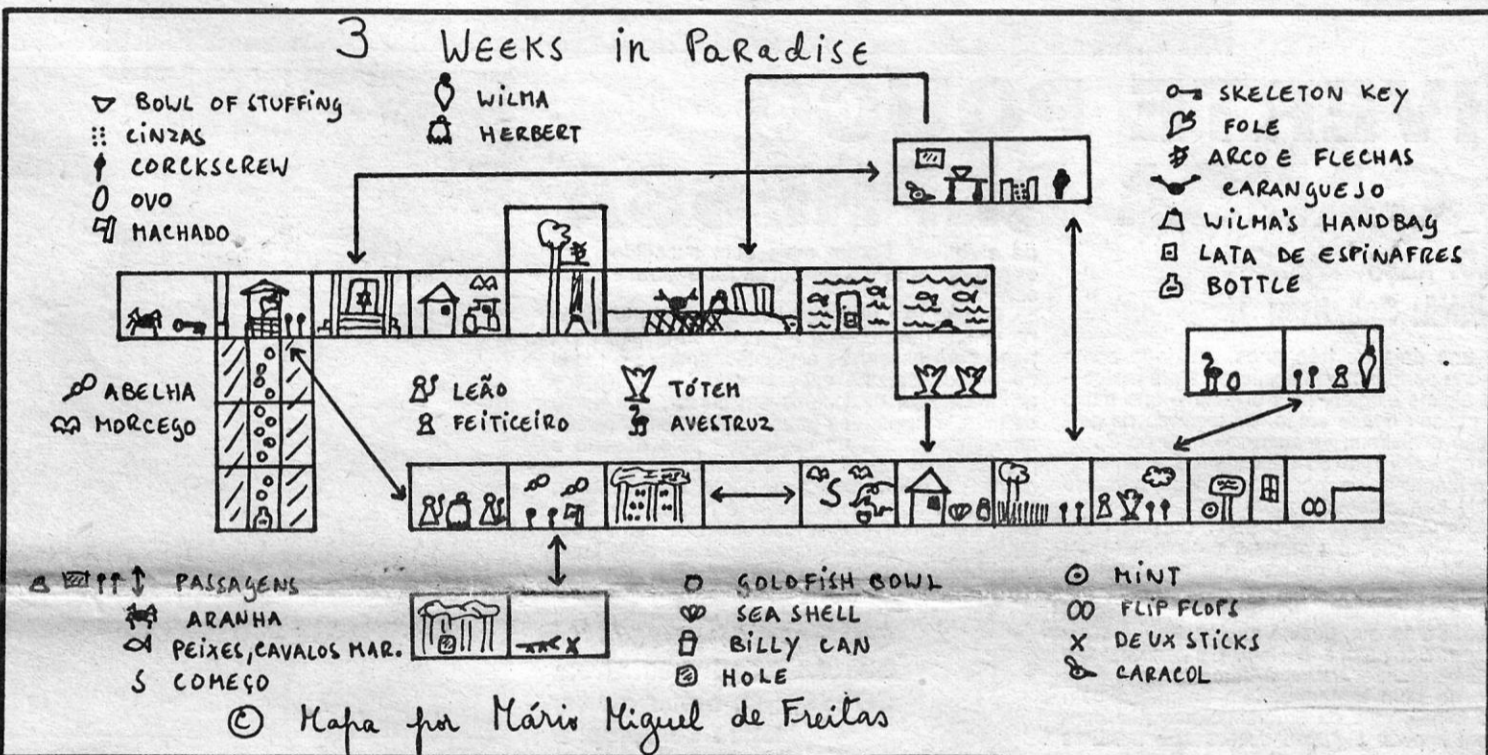 3 WEEKS in PARADISE
BOWL OF STUFFING
CINZAS
CORCKSCREW
OVO
MACHADO
WILMA
HERBERT
SKELETON KEY
FOLE
ARCO E FLECHAS
CARANGUEJO
WILMA'S HANDBAG
LATA DE ESPINAFRES
BOTTLE
ABELHA
MORCEGO
LEÃO
FEITICEIRO
TÓTEM
AVESTRUZ
S
PASSAGENS
ARANHA
PEIXES, CAVALOS MAR.
S COMEÇO
GOLDFISH BOWL
SEA SHELL
BILLY CAN
HOLE
MINT
FLIP FLOPS
X DEUX STICKS
CARACOL
© Mapa por Mário Miguel de Freitas